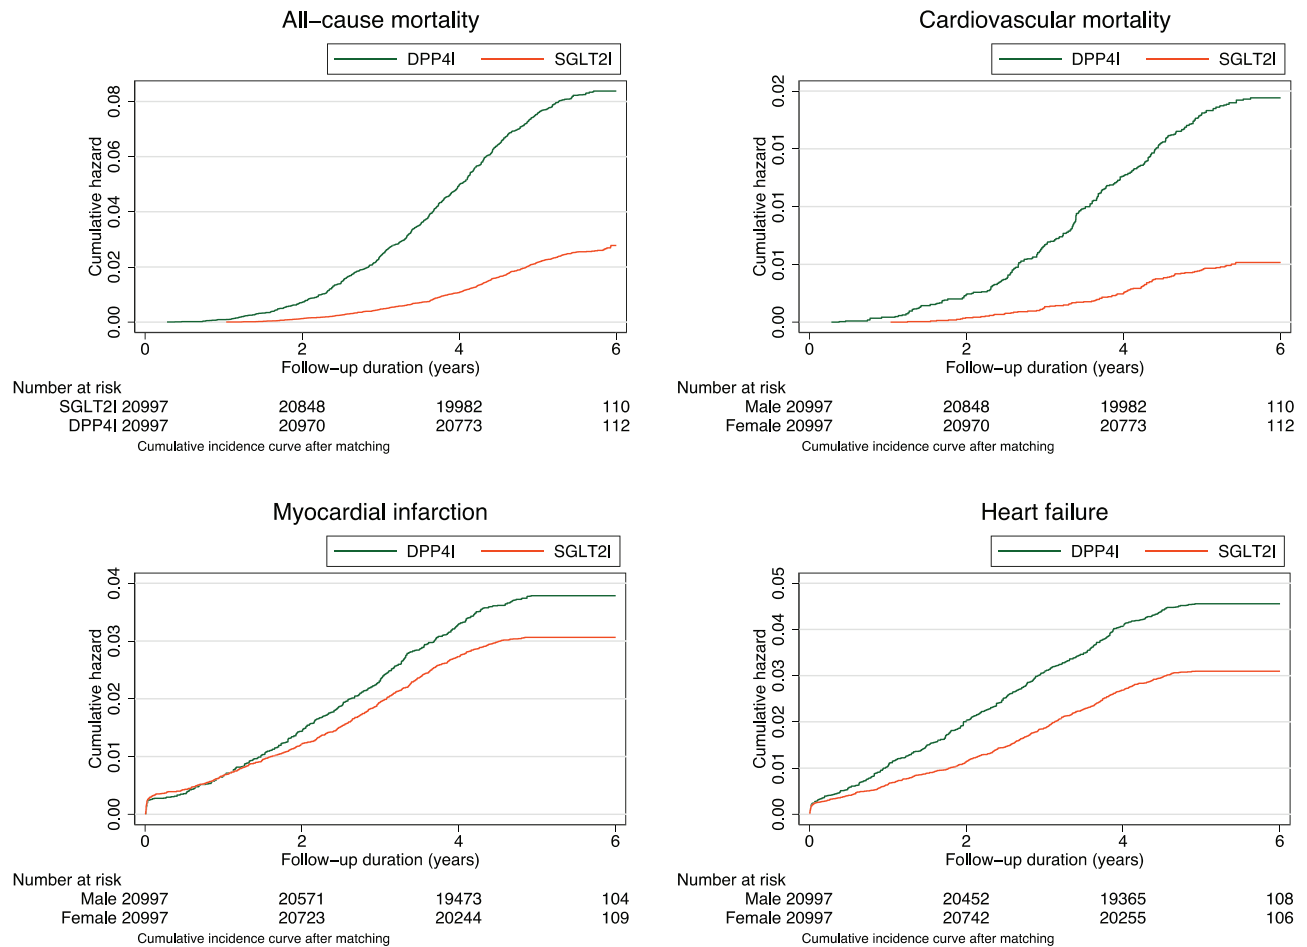 All−cause mortality
DPP4I SGLT2I
Cumulative hazard
0.00 0.02 0.04 0.06 0.08
0 2 4 6
Follow−up duration (years)
Number at risk
SGLT2I 20997 20848 19982 110
DPP4I 20997 20970 20773 112
Cumulative incidence curve after matching
Cardiovascular mortality
DPP4I SGLT2I
Cumulative hazard
0.00 0.01 0.01 0.01 0.02
0 2 4 6
Follow−up duration (years)
Number at risk
Male 20997 20848 19982 110
Female 20997 20970 20773 112
Cumulative incidence curve after matching
Myocardial infarction
DPP4I SGLT2I
Cumulative hazard
0.00 0.01 0.02 0.03 0.04
0 2 4 6
Follow−up duration (years)
Number at risk
Male 20997 20571 19473 104
Female 20997 20723 20244 109
Cumulative incidence curve after matching
Heart failure
DPP4I SGLT2I
Cumulative hazard
0.00 0.01 0.02 0.03 0.04 0.05
0 2 4 6
Follow−up duration (years)
Number at risk
Male 20997 20452 19365 108
Female 20997 20742 20255 106
Cumulative incidence curve after matching